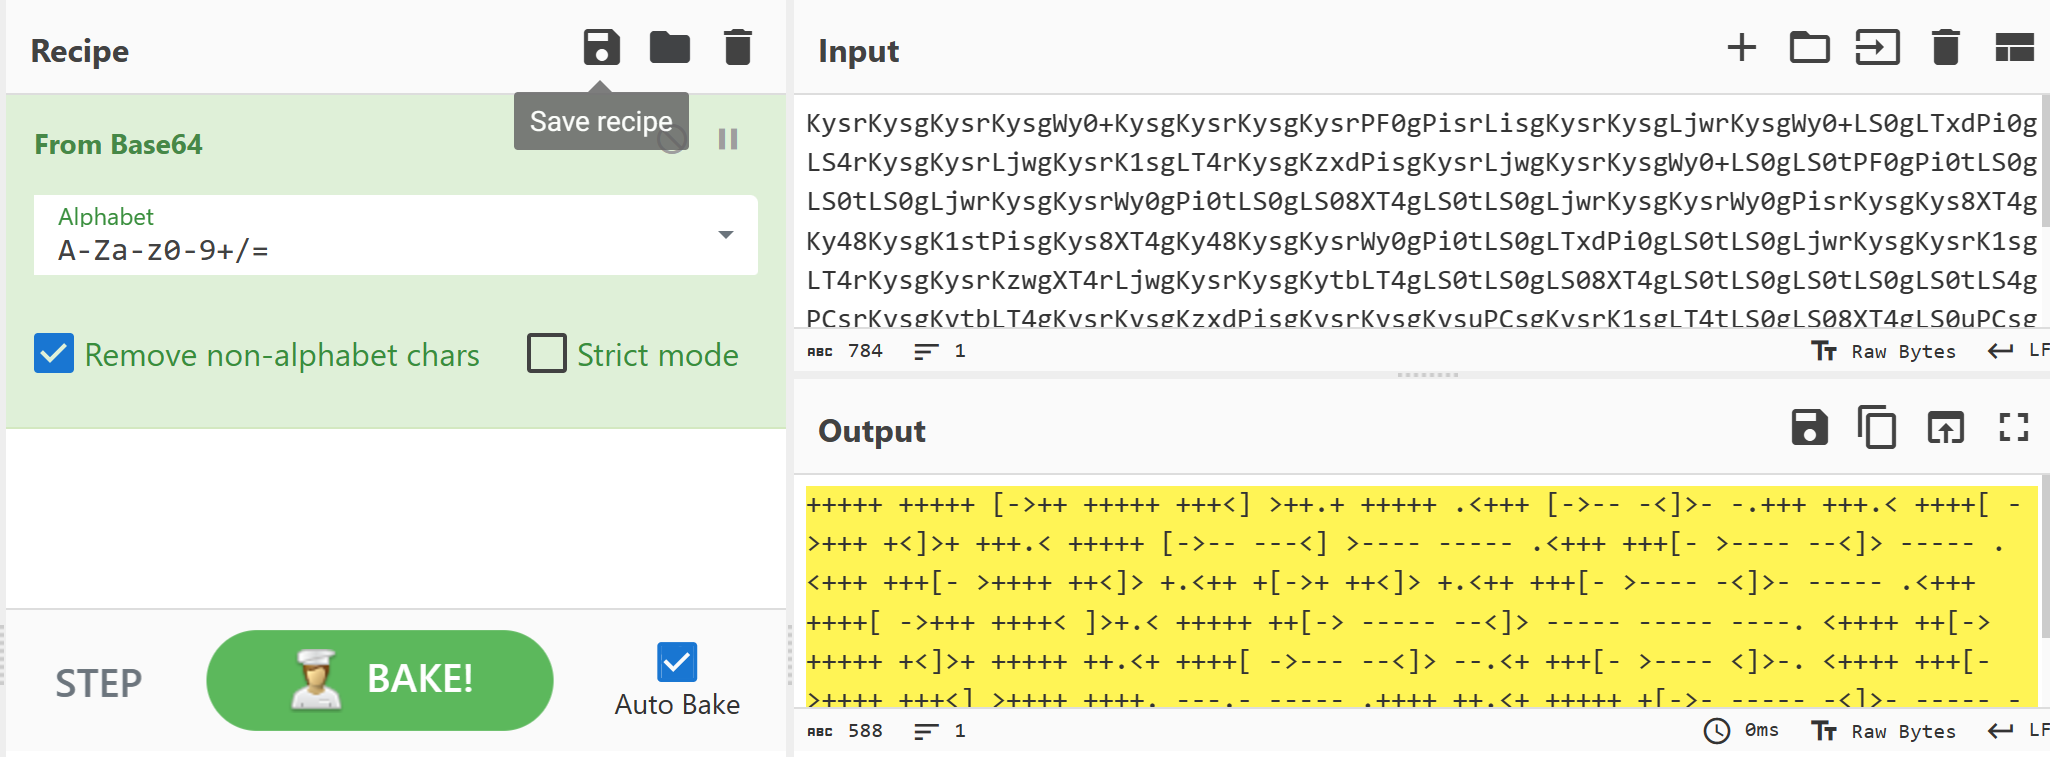 Recipe
Save recipe
From Base64
Alphabet
A-Za-z0-9+/=
Remove non-alphabet chars
Strict mode
STEP
BAKE!
Auto Bake
Input
KysrKysgKysrKysgWy0+KysgKysrKysgKysrPF0gPisrLisgKysrKysgLjwrKysgWy0+LS0gLTxdPi0g
LS4rKysgKysrLjwgKysrK1sgLT4rKysgKzxdPisgKysrLjwgKysrKysgWy0+LS0gLS0tPF0gPi0tLS0g
LS0tLS0gLjwrKysgKysrWy0gPi0tLS0gLS08XT4gLS0tLS0gLjwrKysgKysrWy0gPisrKysgKys8XT4g
Ky48KysgK1stPisgKys8XT4gKy48KysgKysrWy0gPi0tLS0gLTxdPi0gLS0tLS0gLjwrKysgKysrK1sg
LT4rKysgKysrKzwgXT4rLjwgKysrKysgKytbLT4gLS0tLS0gLS08XT4gLS0tLS0gLS0tLS0gLS0tLS4g
PCsrKysgKytbLT4gKysrKysgKzxdPisgKysrKysgKysuPCsgKysrK1sgLT4tLS0gLS08XT4gLS0uPCsg
ABC 784 1
Raw Bytes LF
Output
+++++ +++++ [->++ +++++ +++<] >++.+ +++++ .<+++ [->-- -<]>- -.+++ +++.< ++++[ -
>+++ +<]>+ +++.< +++++ [->-- ---<] >---- ----- .<+++ +++[- >---- --<]> ----- .
<+++ +++[- >++++ ++<]> +.<++ +[->+ ++<]> +.<++ +++[- >---- -<]>- ----- .<+++
++++[ ->+++ ++++< ]>+.< +++++ ++[-> ----- --<]> ----- ----- ----. <++++ ++[->
+++++ +<]>+ +++++ ++.<+ ++++[ ->--- --<]> --.<+ +++[- >---- <]>-. <++++ +++[-
>++++ +++<] >++++ ++++. ---.- ----- .++++ ++.<+ +++++ +[->- ----- -<]>- ----- -
ABC 588 1
0ms Raw Bytes LF